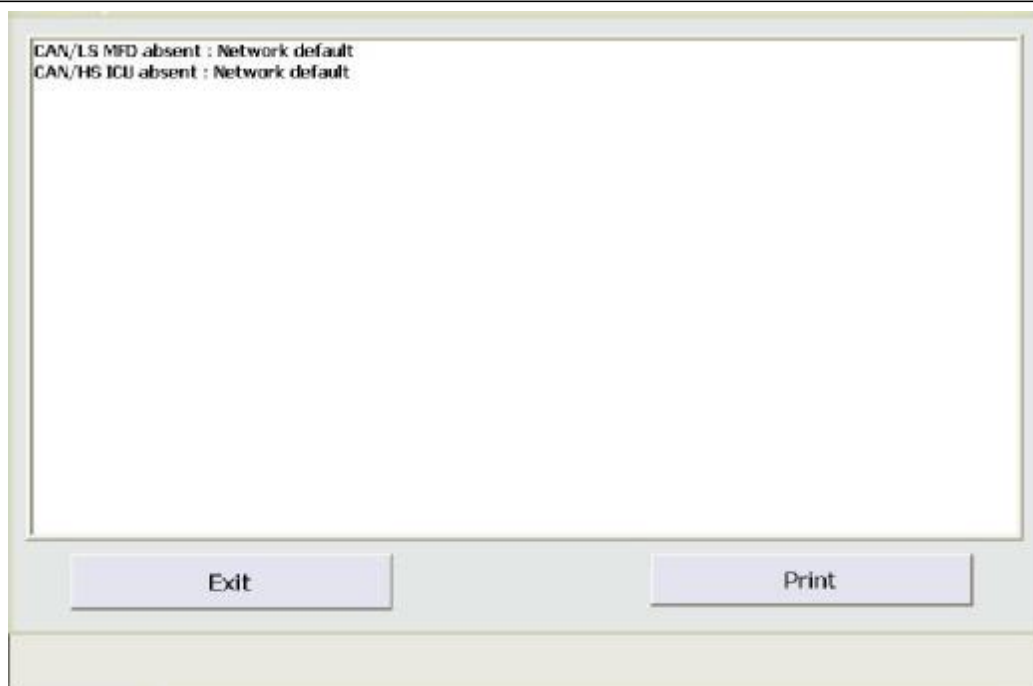 CAN/LS MFD absent : Network default
CAN/HS ICU absent : Network default
Exit
Print